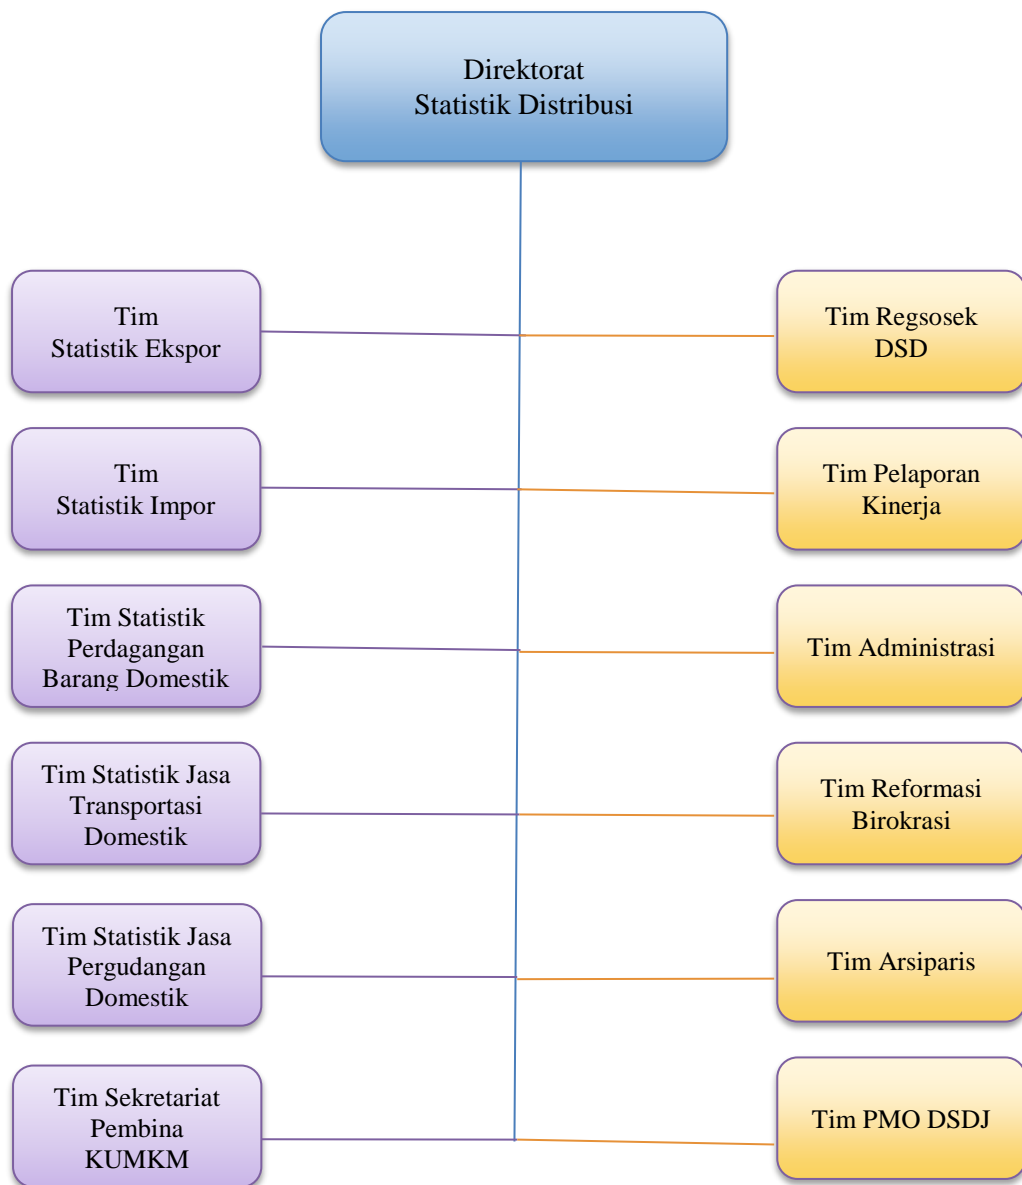 Direktorat
Statistik Distribusi
Tim
Statistik Ekspor
Tim Regsosek
DSD
Tim
Statistik Impor
Tim Pelaporan
Kinerja
Tim Statistik
Perdagangan
Barang Domestik
Tim Administrasi
Tim Statistik Jasa
Transportasi
Domestik
Tim Reformasi
Birokrasi
Tim Statistik Jasa
Pergudangan
Domestik
Tim Arsiparis
Tim Sekretariat
Pembina
KUMKM
Tim PMO DSDJ